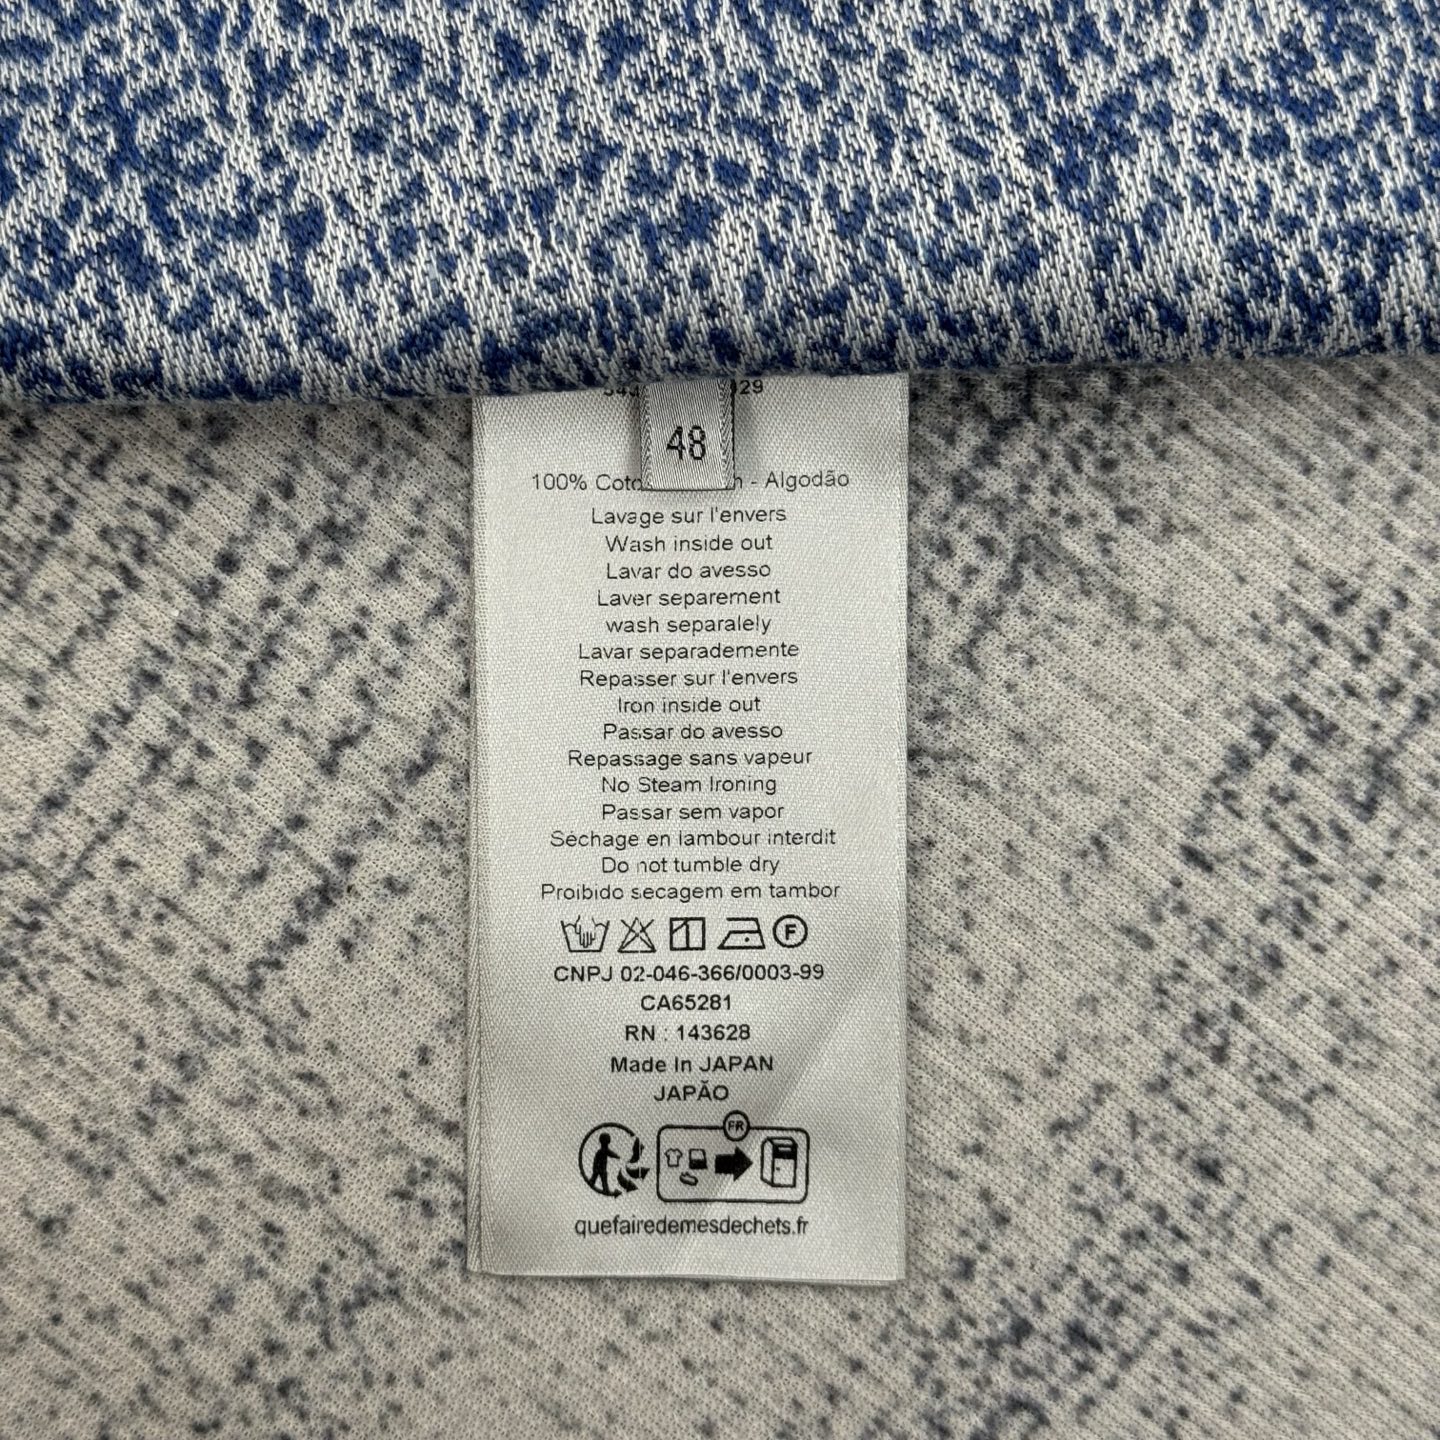 48
100% - Algodão
Lavage sur l'envers
Wash inside out
Lavar do avesso
Laver separement
wash separalely
Lavar separademente
Repasser sur l'envers
Iron inside out
Passar do avesso
Repassage sans vapeur
No Steam Ironing
Passar sem vapor
Séchage en lambour interdit
Do not tumble dry
Proibido secagem em tambor
F
CNPJ 02-046-366/0003-99
CA65281
RN : 143628
Made In JAPAN
JAPÃO
FR
quefairedemesdechets.fr